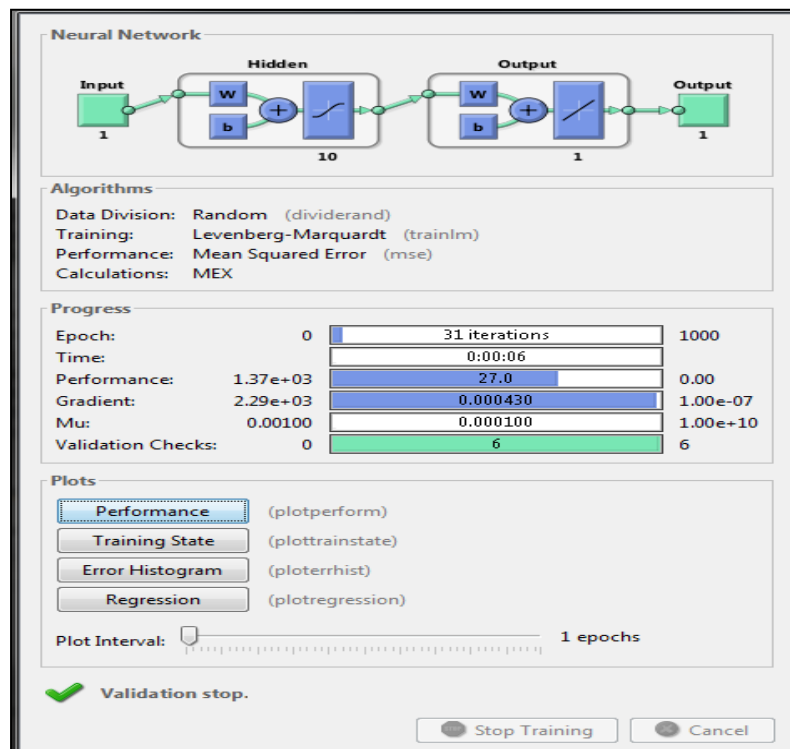 Neural Network
Hidden Output
Input Output
W W
b b
+ +
1 10 1 1
Algorithms
Data Division: Random (dividerand)
Training: Levenberg-Marquardt (trainlm)
Performance: Mean Squared Error (mse)
Calculations: MEX
Progress
Epoch: 0 31 iterations 1000
Time: 0:00:06
Performance: 1.37e+03 27.0 0.00
Gradient: 2.29e+03 0.000430 1.00e-07
Mu: 0.00100 0.000100 1.00e+10
Validation Checks: 0 6 6
Plots
Performance (plotperform)
Training State (plottrainstate)
Error Histogram (ploterrhist)
Regression (plotregression)
Plot Interval: 1 epochs
Validation stop.
Stop Training Cancel